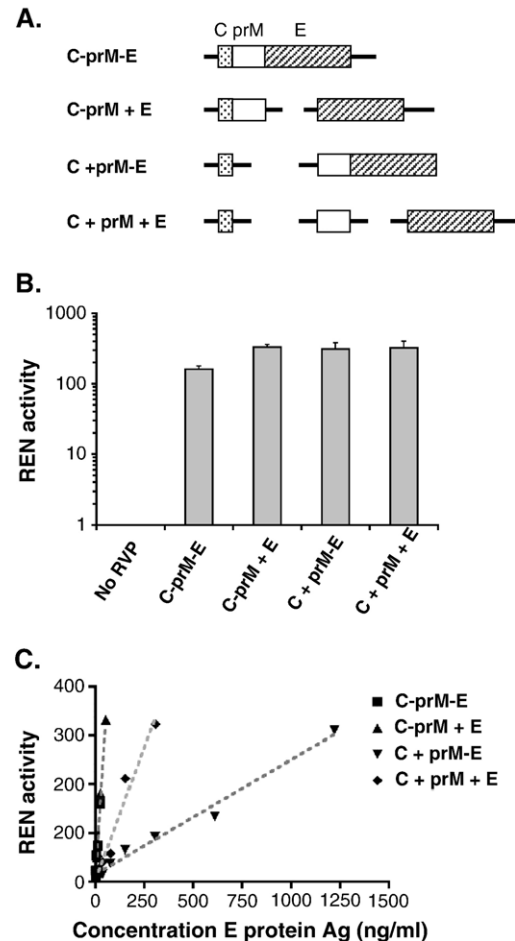 A.
C prM E
C-prM-E
C-prM + E
C +prM-E
C + prM + E
B.
1000
100
10
1
REN activity
No RVP
C-prM-E
C-prM + E
C + prM-E
C + prM + E
C.
400
300
200
200
0
REN activity
0 250 500 750 1000 1250 1500
Concentration E protein Ag (ng/ml)
C-prM-E
C-prM + E
C + prM-E
C + prM + E